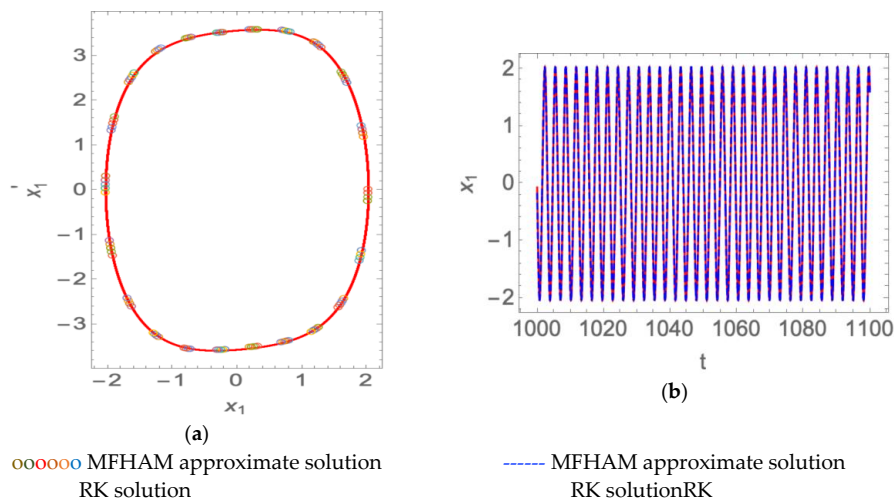 3
2
1
0
−1
−2
−3
x₁′
−2 −1 0 1 2
x₁
(a)
2
1
0
−1
−2
x₁
1000 1020 1040 1060 1080 1100
t
(b)
oooooo MFHAM approximate solution
RK solution
------ MFHAM approximate solution
RK solutionRK